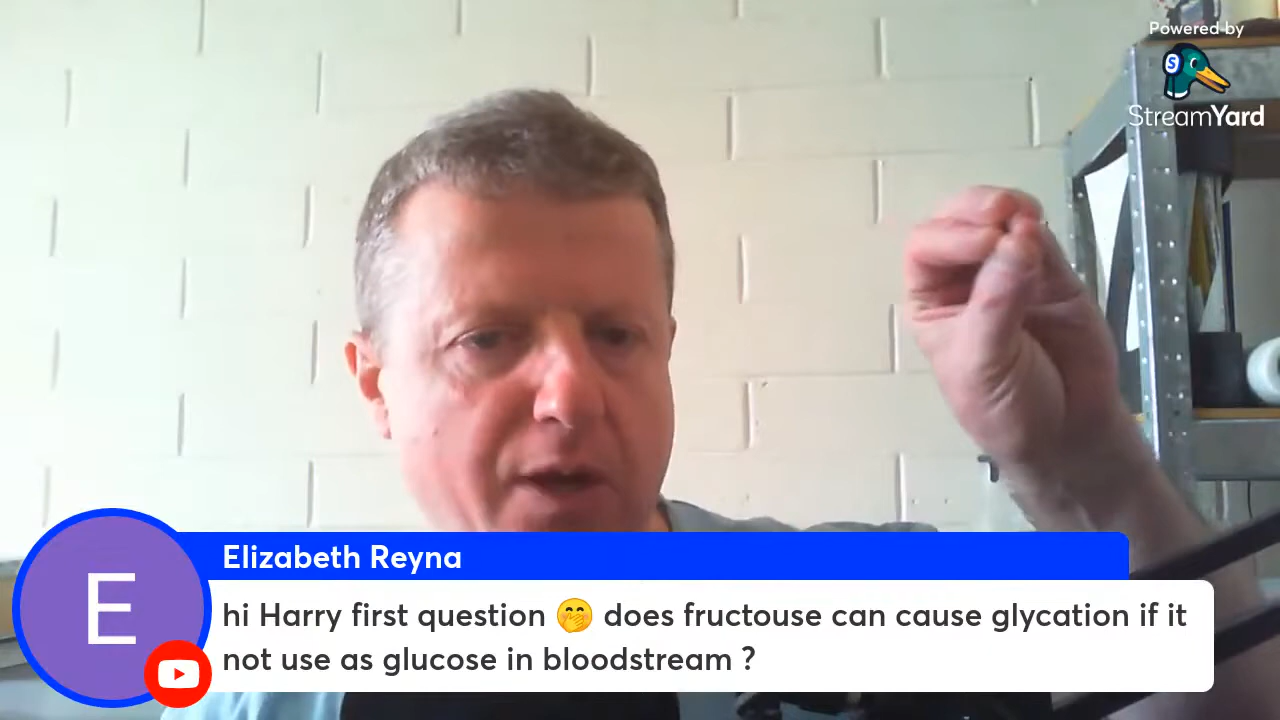 Powered by
StreamYard
Elizabeth Reyna
hi Harry first question 🤭 does fructouse can cause glycation if it
not use as glucose in bloodstream ?
E
S